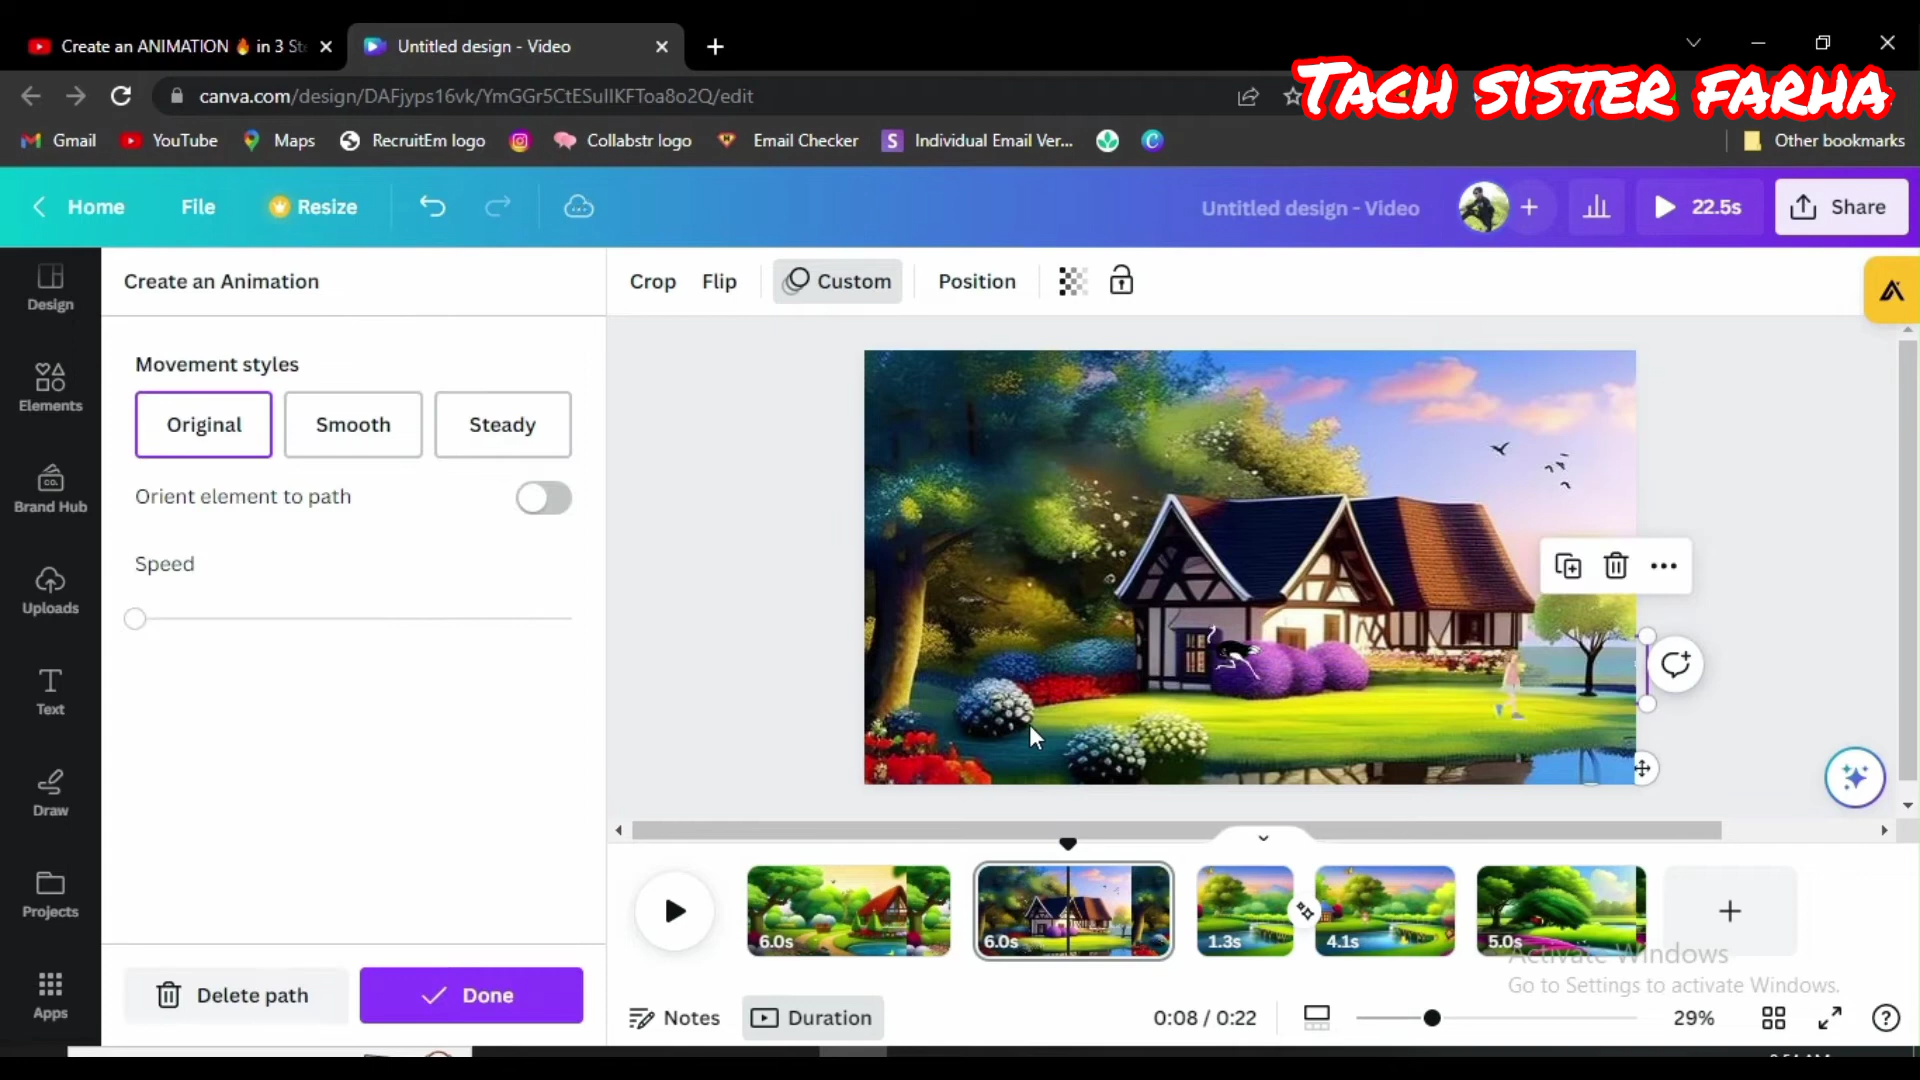 Create an ANIMATION 🔥 in 3 St
Untitled design - Video
Tach sister farha
canva.com/design/DAFjyps16vk/YmGGr5CtESuIlKFToa8o2Q/edit
Gmail
YouTube
Maps
RecruitEm logo
Collabstr logo
Email Checker
S
Individual Email Ver...
Other bookmarks
Home
File
Resize
Untitled design - Video
22.5s
Share
Design
Elements
CO.
Brand Hub
Uploads
Text
Draw
Projects
Apps
Create an Animation
Movement styles
Original
Smooth
Steady
Orient element to path
Speed
Delete path
Done
Crop
Flip
Custom
Position
6.0s
6.0s
1.3s
4.1s
5.0s
Activate Windows
Go to Settings to activate Windows.
Notes
Duration
0:08 / 0:22
29%